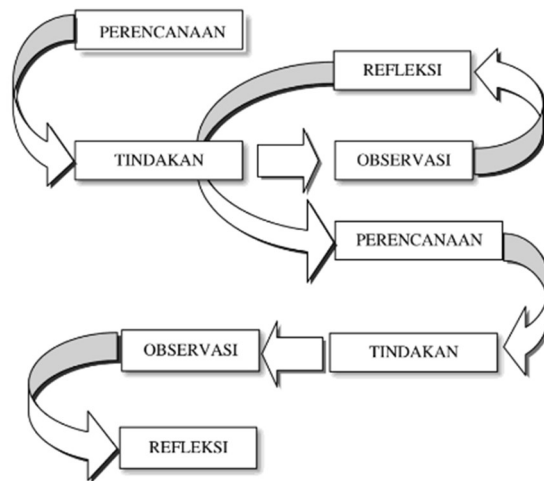 PERENCANAAN
REFLEKSI
TINDAKAN
OBSERVASI
PERENCANAAN
OBSERVASI
TINDAKAN
REFLEKSI